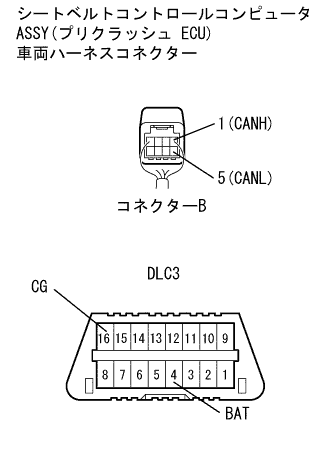 シートベルトコントロールコンピュータ
ASSY(プリクラッシュ ECU)
車両ハーネスコネクター
1(CANH)
5(CANL)
コネクターB
DLC3
CG
16 15 14 13 12 11 10 9
8 7 6 5 4 3 2 1
BAT